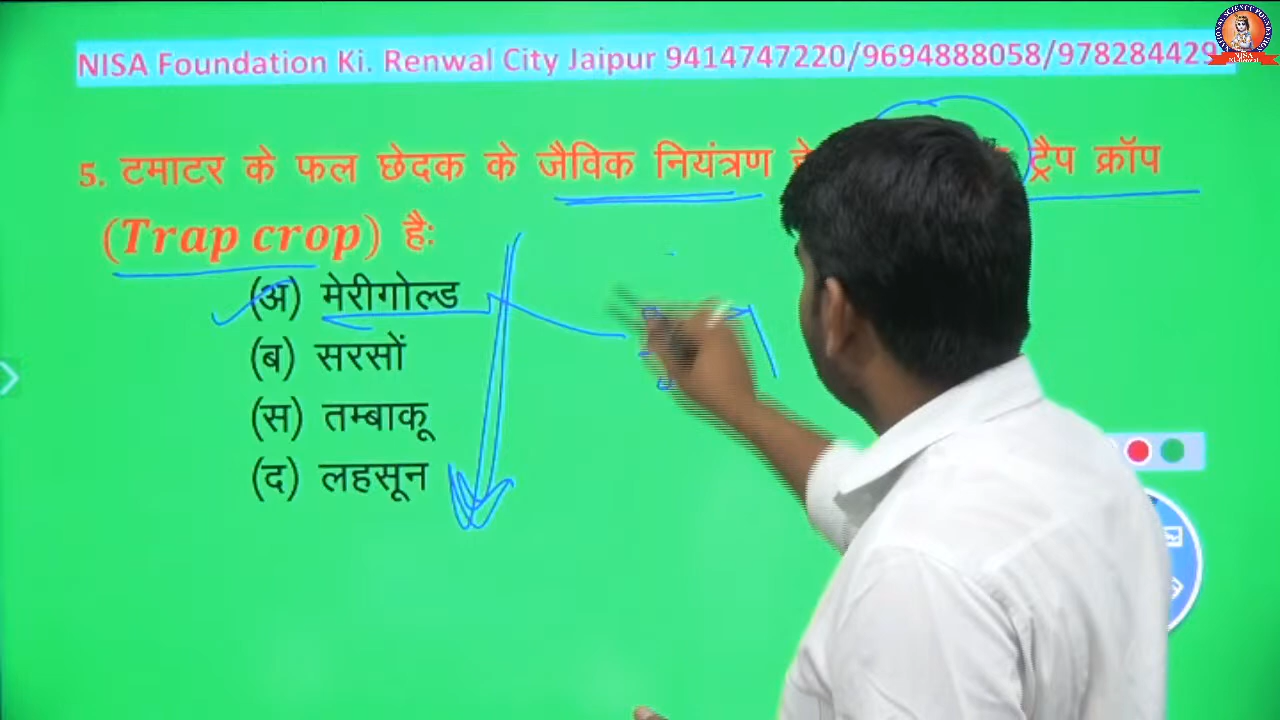 NISA Foundation Ki. Renwal City Jaipur 9414747220/9694888058/978284429
5. टमाटर के फल छेदक के जैविक नियंत्रण ट्रैप क्रॉप
(Trap crop) है:
(अ) मेरीगोल्ड
(ब) सरसों
(स) तम्बाकू
(द) लहसून